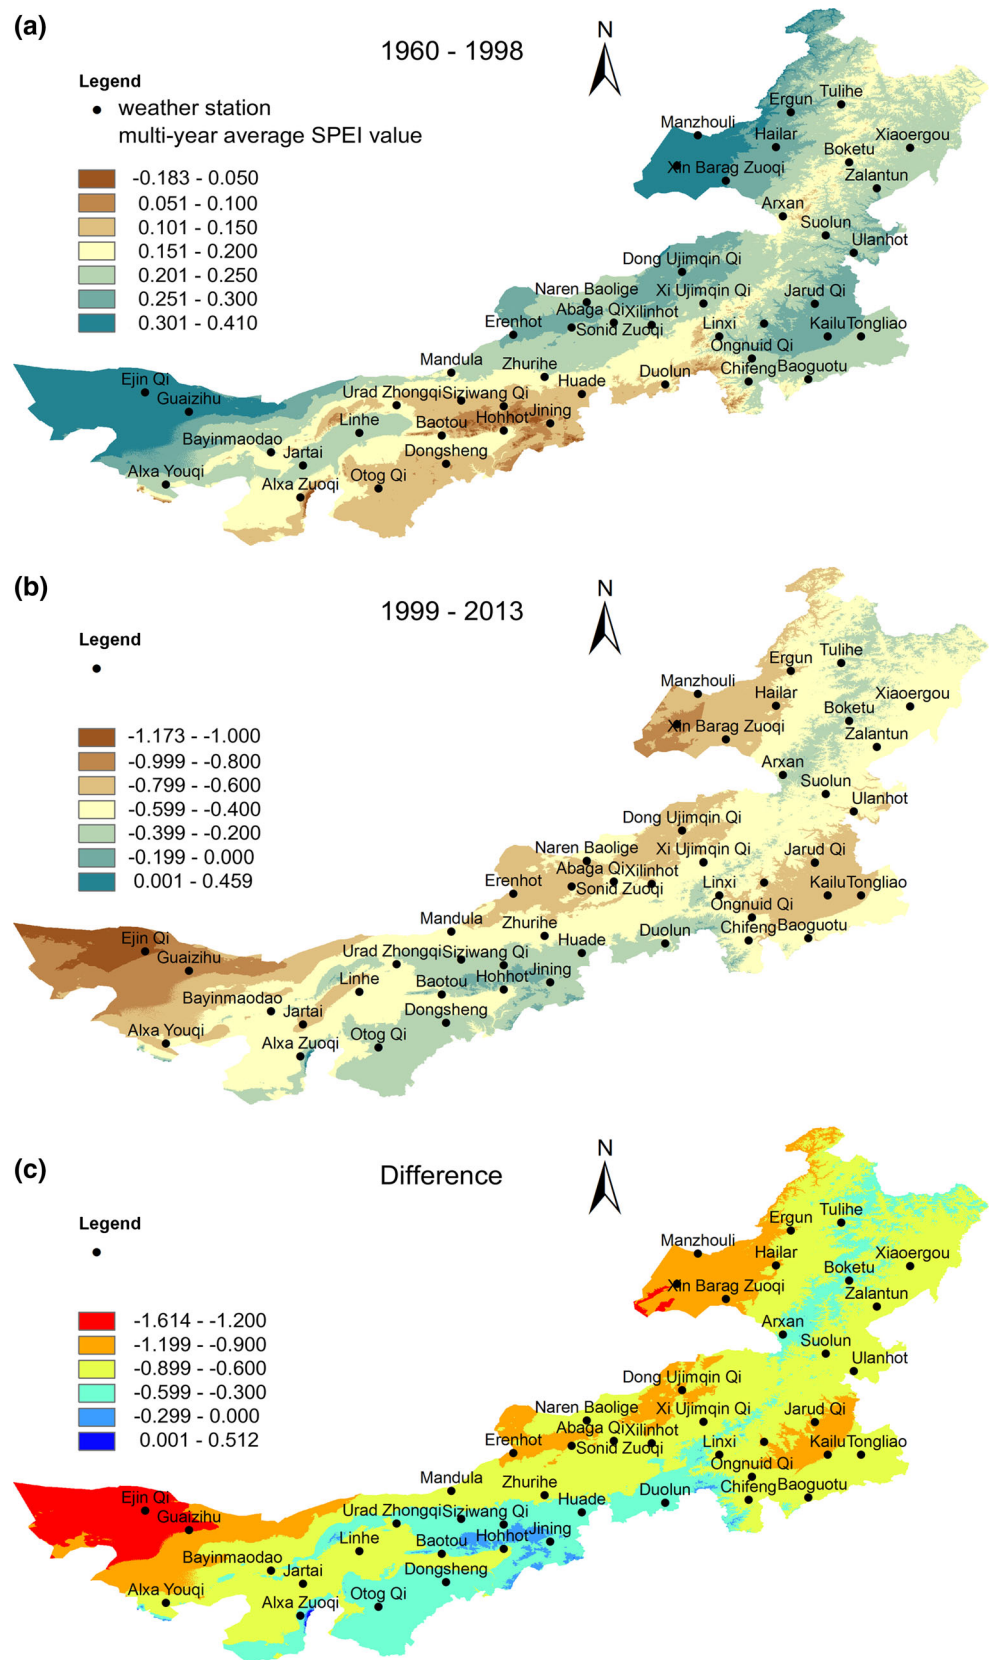 (a)
1960 - 1998
N
Legend
weather station
multi-year average SPEI value
-0.183 - 0.050
0.051 - 0.100
0.101 - 0.150
0.151 - 0.200
0.201 - 0.250
0.251 - 0.300
0.301 - 0.410
Ergun
Tulihe
Manzhouli
Hailar
Xiaoergou
Boketu
Xin Barag Zuoqi
Zalantun
Arxan
Suolun
Ulanhot
Dong Ujimqin Qi
Naren Baolige
Xi Ujimqin Qi
Jarud Qi
Abaga Qi
Xilinhot
Erenhot
Sonid Zuoqi
Linxi
Kailu
Tongliao
Ongnuid Qi
Mandula
Zhurihe
Duolun
Chifeng
Baoguotu
Huade
Ejin QI
Guaizihu
Urad Zhongqi
Siziwang Qi
Linhe
Baotou
Hohhot
Jining
Bayinmaodao
Jartai
Dongsheng
Alxa Youqi
Alxa Zuoqi
Otog Qi
(b)
1999 - 2013
N
Legend
-1.173 - -1.000
-0.999 - -0.800
-0.799 - -0.600
-0.599 - -0.400
-0.399 - -0.200
-0.199 - 0.000
0.001 - 0.459
Ergun
Tulihe
Manzhouli
Hailar
Xiaoergou
Boketu
Xin Barag Zuoqi
Zalantun
Arxan
Suolun
Ulanhot
Dong Ujimqin Qi
Naren Baolige
Xi Ujimqin Qi
Jarud Qi
Abaga Qi
Xilinhot
Erenhot
Sonid Zuoqi
Linxi
Kailu
Tongliao
Ongnuid Qi
Mandula
Zhurihe
Duolun
Chifeng
Baoguotu
Huade
Ejin Qi
Guaizihu
Urad Zhongqi
Siziwang Qi
Linhe
Baotou
Hohhot
Jining
Bayinmaodao
Jartai
Dongsheng
Alxa Youqi
Alxa Zuoqi
Otog Qi
(c)
Difference
N
Legend
-1.614 - -1.200
-1.199 - -0.900
-0.899 - -0.600
-0.599 - -0.300
-0.299 - 0.000
0.001 - 0.512
Ergun
Tulihe
Manzhouli
Hailar
Xiaoergou
Boketu
Xin Barag Zuoqi
Zalantun
Arxan
Suolun
Ulanhot
Dong Ujimqin Qi
Naren Baolige
Xi Ujimqin Qi
Jarud Qi
Abaga Qi
Xilinhot
Erenhot
Sonid Zuoqi
Linxi
Kailu
Tongliao
Ongnuid Qi
Mandula
Zhurihe
Duolun
Chifeng
Baoguotu
Huade
Ejin QI
Guaizihu
Urad Zhongqi
Siziwang Qi
Linhe
Baotou
Hohhot
Jining
Bayinmaodao
Jartai
Dongsheng
Alxa Youqi
Alxa Zuoqi
Otog Qi